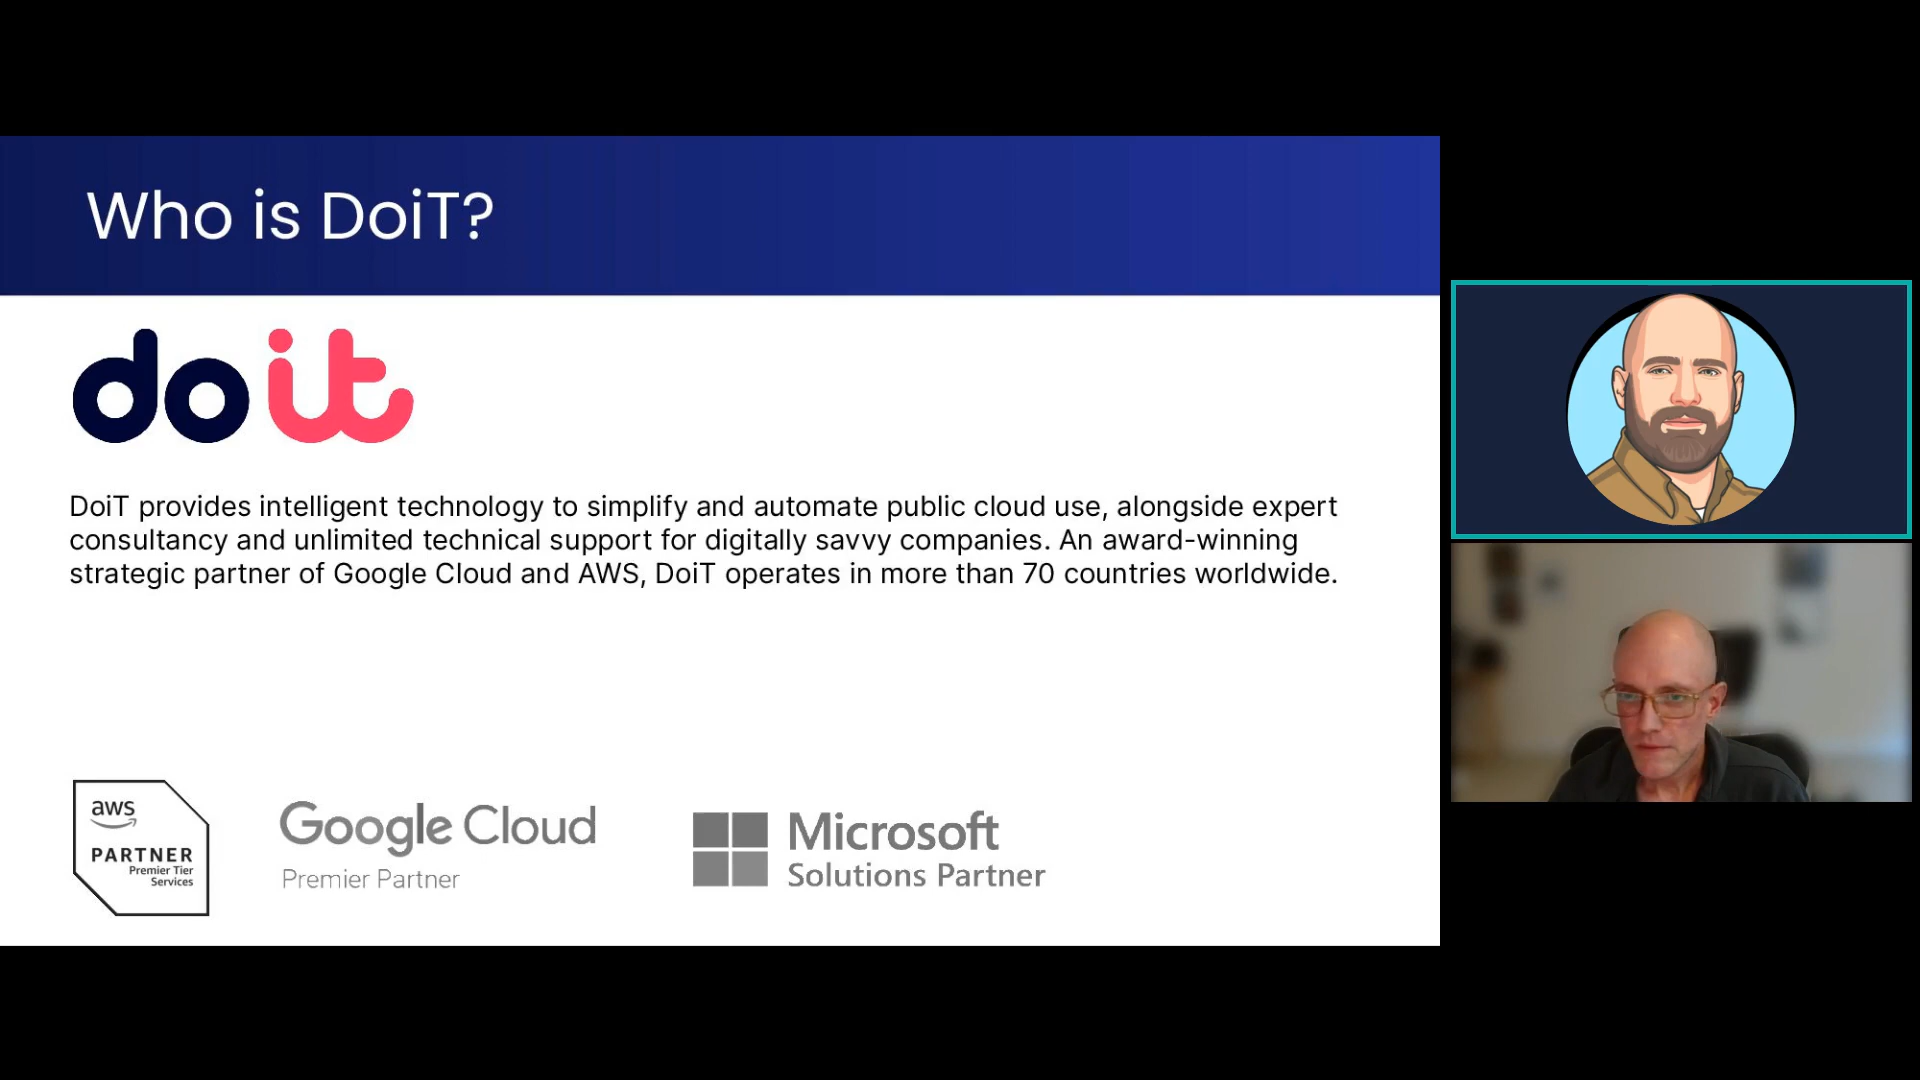 Who is DoiT?
doit
DoiT provides intelligent technology to simplify and automate public cloud use, alongside expert
consultancy and unlimited technical support for digitally savvy companies. An award-winning
strategic partner of Google Cloud and AWS, DoiT operates in more than 70 countries worldwide.
aws
PARTNER
Premier Tier
Services
Google Cloud
Premier Partner
Microsoft
Solutions Partner